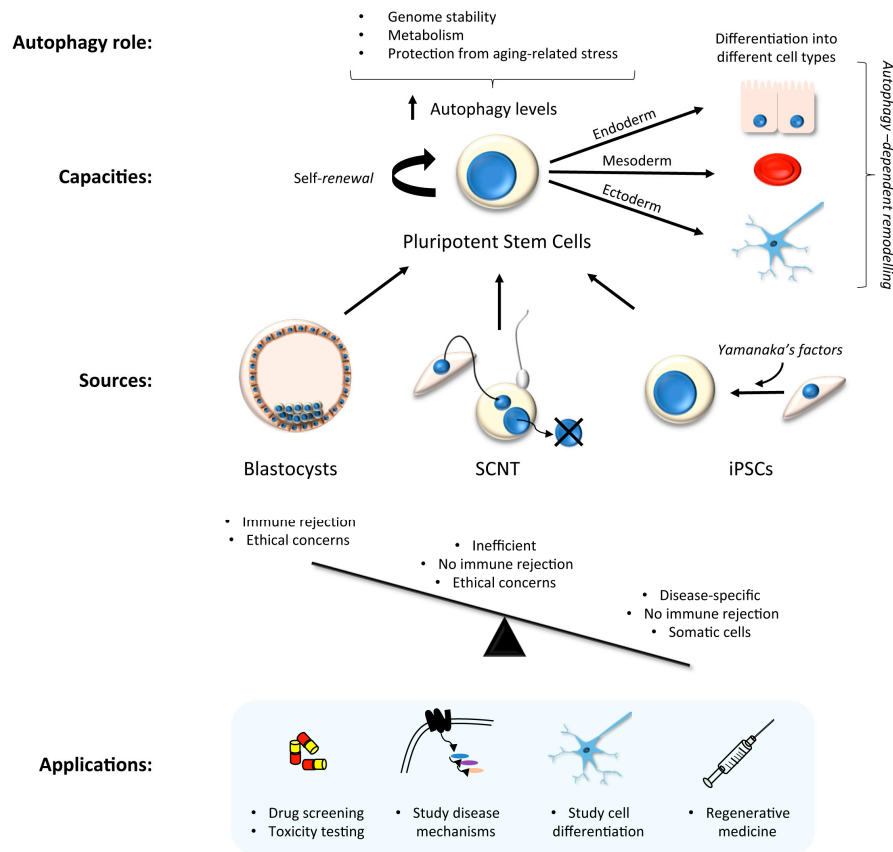 Autophagy role:
• Genome stability
• Metabolism
• Protection from aging-related stress
Differentiation into
different cell types
Autophagy levels
Capacities:
Self-renewal
Endoderm
Mesoderm
Ectoderm
Autophagy –dependent remodelling
Pluripotent Stem Cells
Sources:
Yamanaka's factors
Blastocysts
SCNT
iPSCs
• Immune rejection
• Ethical concerns
• Inefficient
• No immune rejection
• Ethical concerns
• Disease-specific
• No immune rejection
• Somatic cells
Applications:
• Drug screening
• Toxicity testing
• Study disease
mechanisms
• Study cell
differentiation
• Regenerative
medicine